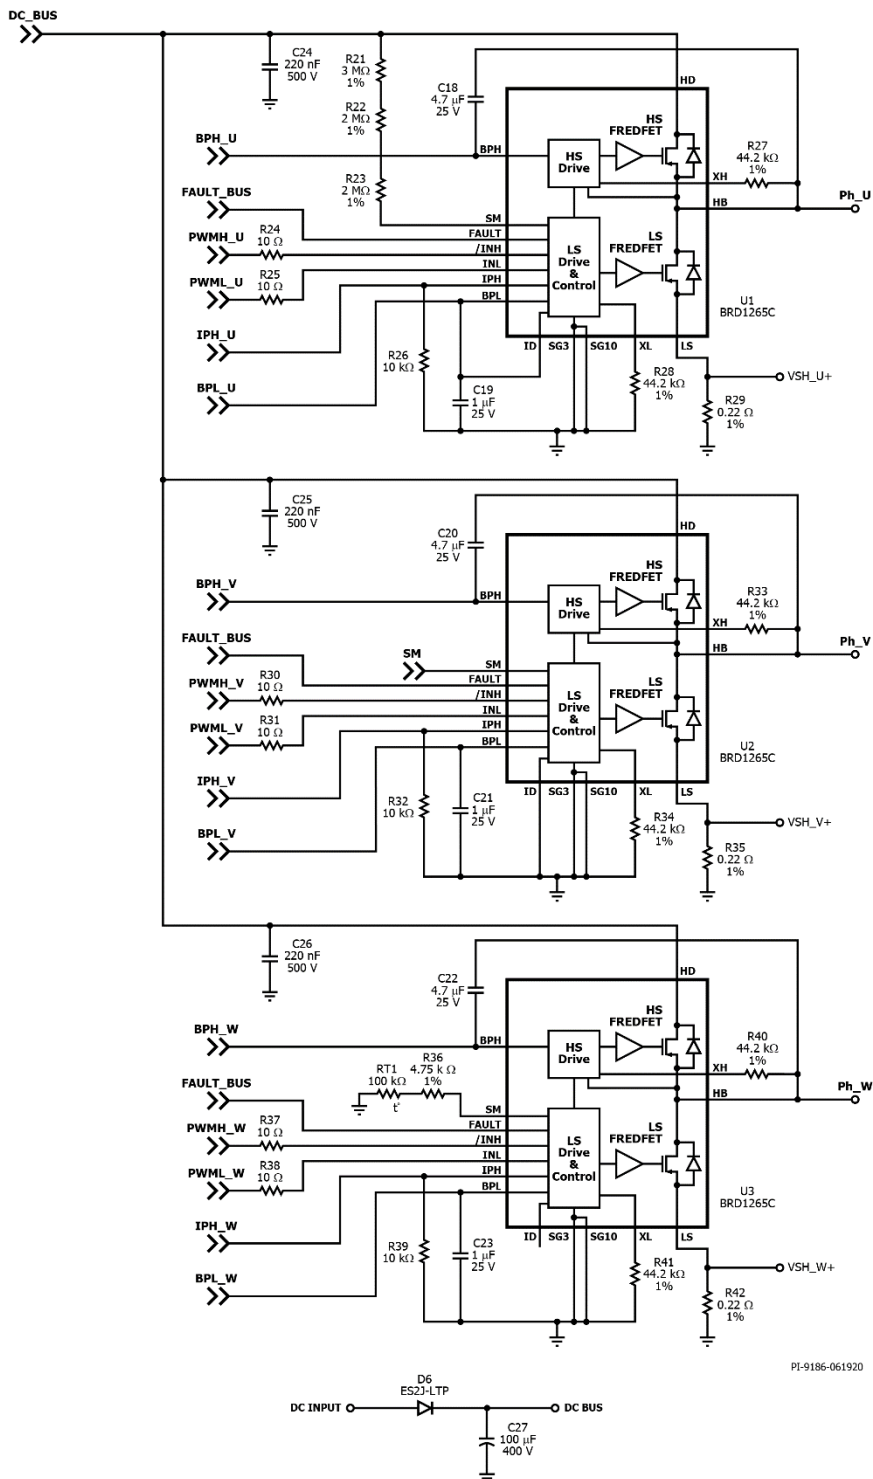 DC_BUS
C24
220 nF
500 V
R21
3 MΩ
1%
R22
2 MΩ
1%
R23
2 MΩ
1%
C18
4.7 µF
25 V
HD
HS
FREDFET
BPH_U
BPH
HS
Drive
R27
44.2 kΩ
1%
XH
HB
Ph_U
FAULT_BUS
SM
FAULT
PWMH_U
R24
10 Ω
/INH
INL
PWML_U
R25
10 Ω
IPH
BPL
LS
Drive
&
Control
LS
FREDFET
U1
BRD1265C
IPH_U
BPL_U
R26
10 kΩ
C19
1 µF
25 V
ID
SG3
SG10
XL
LS
R28
44.2 kΩ
1%
VSH_U+
R29
0.22 Ω
1%
C25
220 nF
500 V
C20
4.7 µF
25 V
HD
HS
FREDFET
BPH_V
BPH
HS
Drive
R33
44.2 kΩ
1%
XH
HB
Ph_V
FAULT_BUS
SM
SM
FAULT
PWMH_V
R30
10 Ω
/INH
INL
PWML_V
R31
10 Ω
IPH
BPL
LS
Drive
&
Control
LS
FREDFET
U2
BRD1265C
IPH_V
BPL_V
R32
10 kΩ
C21
1 µF
25 V
ID
SG3
SG10
XL
LS
R34
44.2 kΩ
1%
VSH_V+
R35
0.22 Ω
1%
C26
220 nF
500 V
C22
4.7 µF
25 V
HD
HS
FREDFET
BPH_W
BPH
HS
Drive
R40
44.2 kΩ
1%
XH
HB
Ph_W
RT1
100 kΩ
t°
R36
4.75 k Ω
1%
FAULT_BUS
SM
FAULT
PWMH_W
R37
10 Ω
/INH
INL
PWML_W
R38
10 Ω
IPH
BPL
LS
Drive
&
Control
LS
FREDFET
U3
BRD1265C
IPH_W
BPL_W
R39
10 kΩ
C23
1 µF
25 V
ID
SG3
SG10
XL
LS
R41
44.2 kΩ
1%
VSH_W+
R42
0.22 Ω
1%
PI-9186-061920
D6
ES2J-LTP
DC INPUT
DC BUS
C27
100 µF
400 V